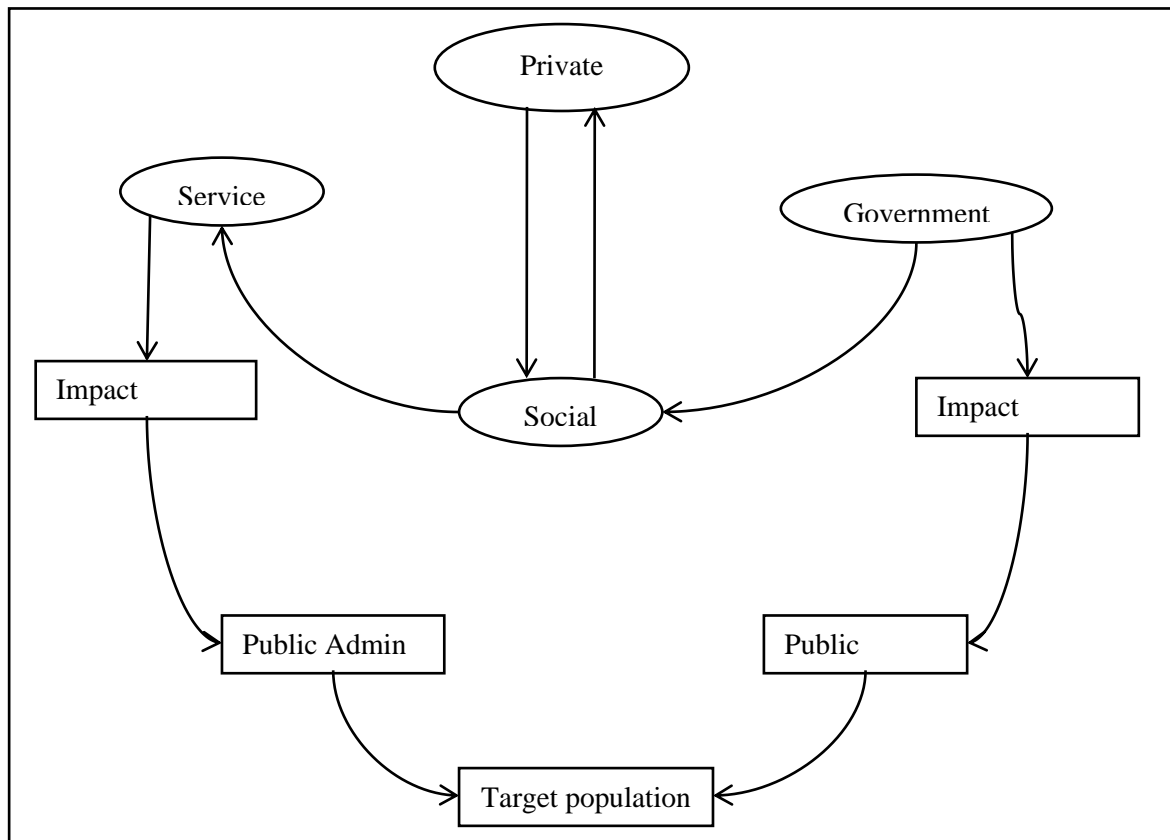 Private
Service
Government
Impact
Social
Impact
Public Admin
Public
Target population